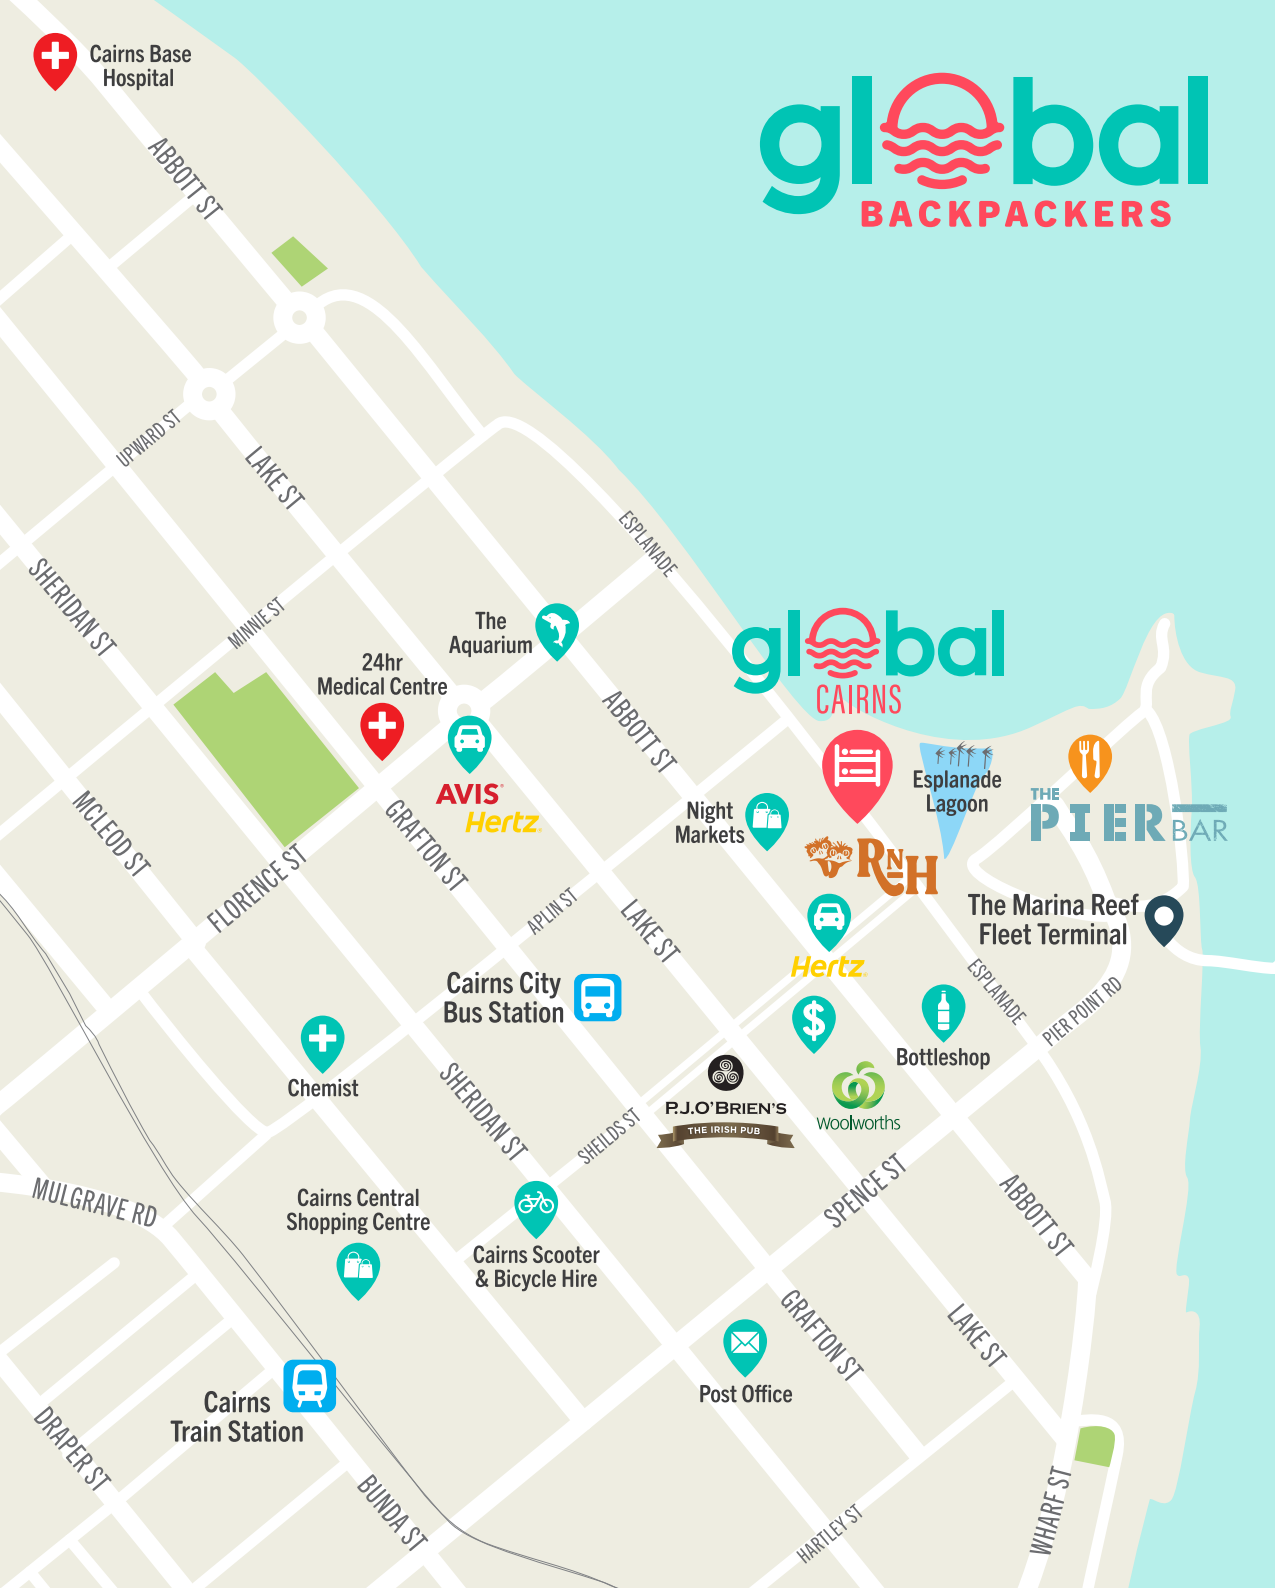 Cairns Base
Hospital
global
BACKPACKERS
ABBOTT ST
UPWARD ST
LAKE ST
ESPLANADE
SHERIDAN ST
MINNIE ST
The
Aquarium
24hr
Medical Centre
global
CAIRNS
ABBOTT ST
AVIS
Hertz
Night
Markets
Esplanade
Lagoon
THE
PIER BAR
MCLEOD ST
GRAFTON ST
FLORENCE ST
RNH
APLIN ST
LAKE ST
Hertz
The Marina Reef
Fleet Terminal
Cairns City
Bus Station
$
ESPLANADE
PIER POINT RD
Bottleshop
Chemist
SHERIDAN ST
SHEILDS ST
P.J.O'BRIEN'S
THE IRISH PUB
Woolworths
MULGRAVE RD
Cairns Central
Shopping Centre
SPENCE ST
ABBOTT ST
Cairns Scooter
& Bicycle Hire
GRAFTON ST
LAKE ST
Post Office
Cairns
Train Station
DRAPER ST
BUNDA ST
HARTLEY ST
WHARF ST